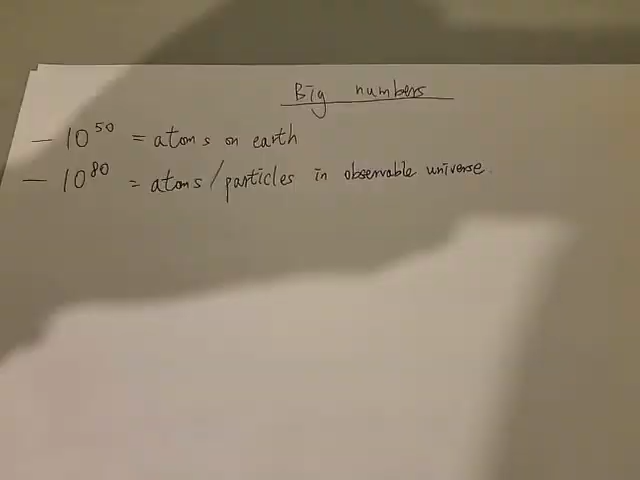 Big numbers
— 10^50 = atoms on earth
— 10^80 = atoms/particles in observable universe.